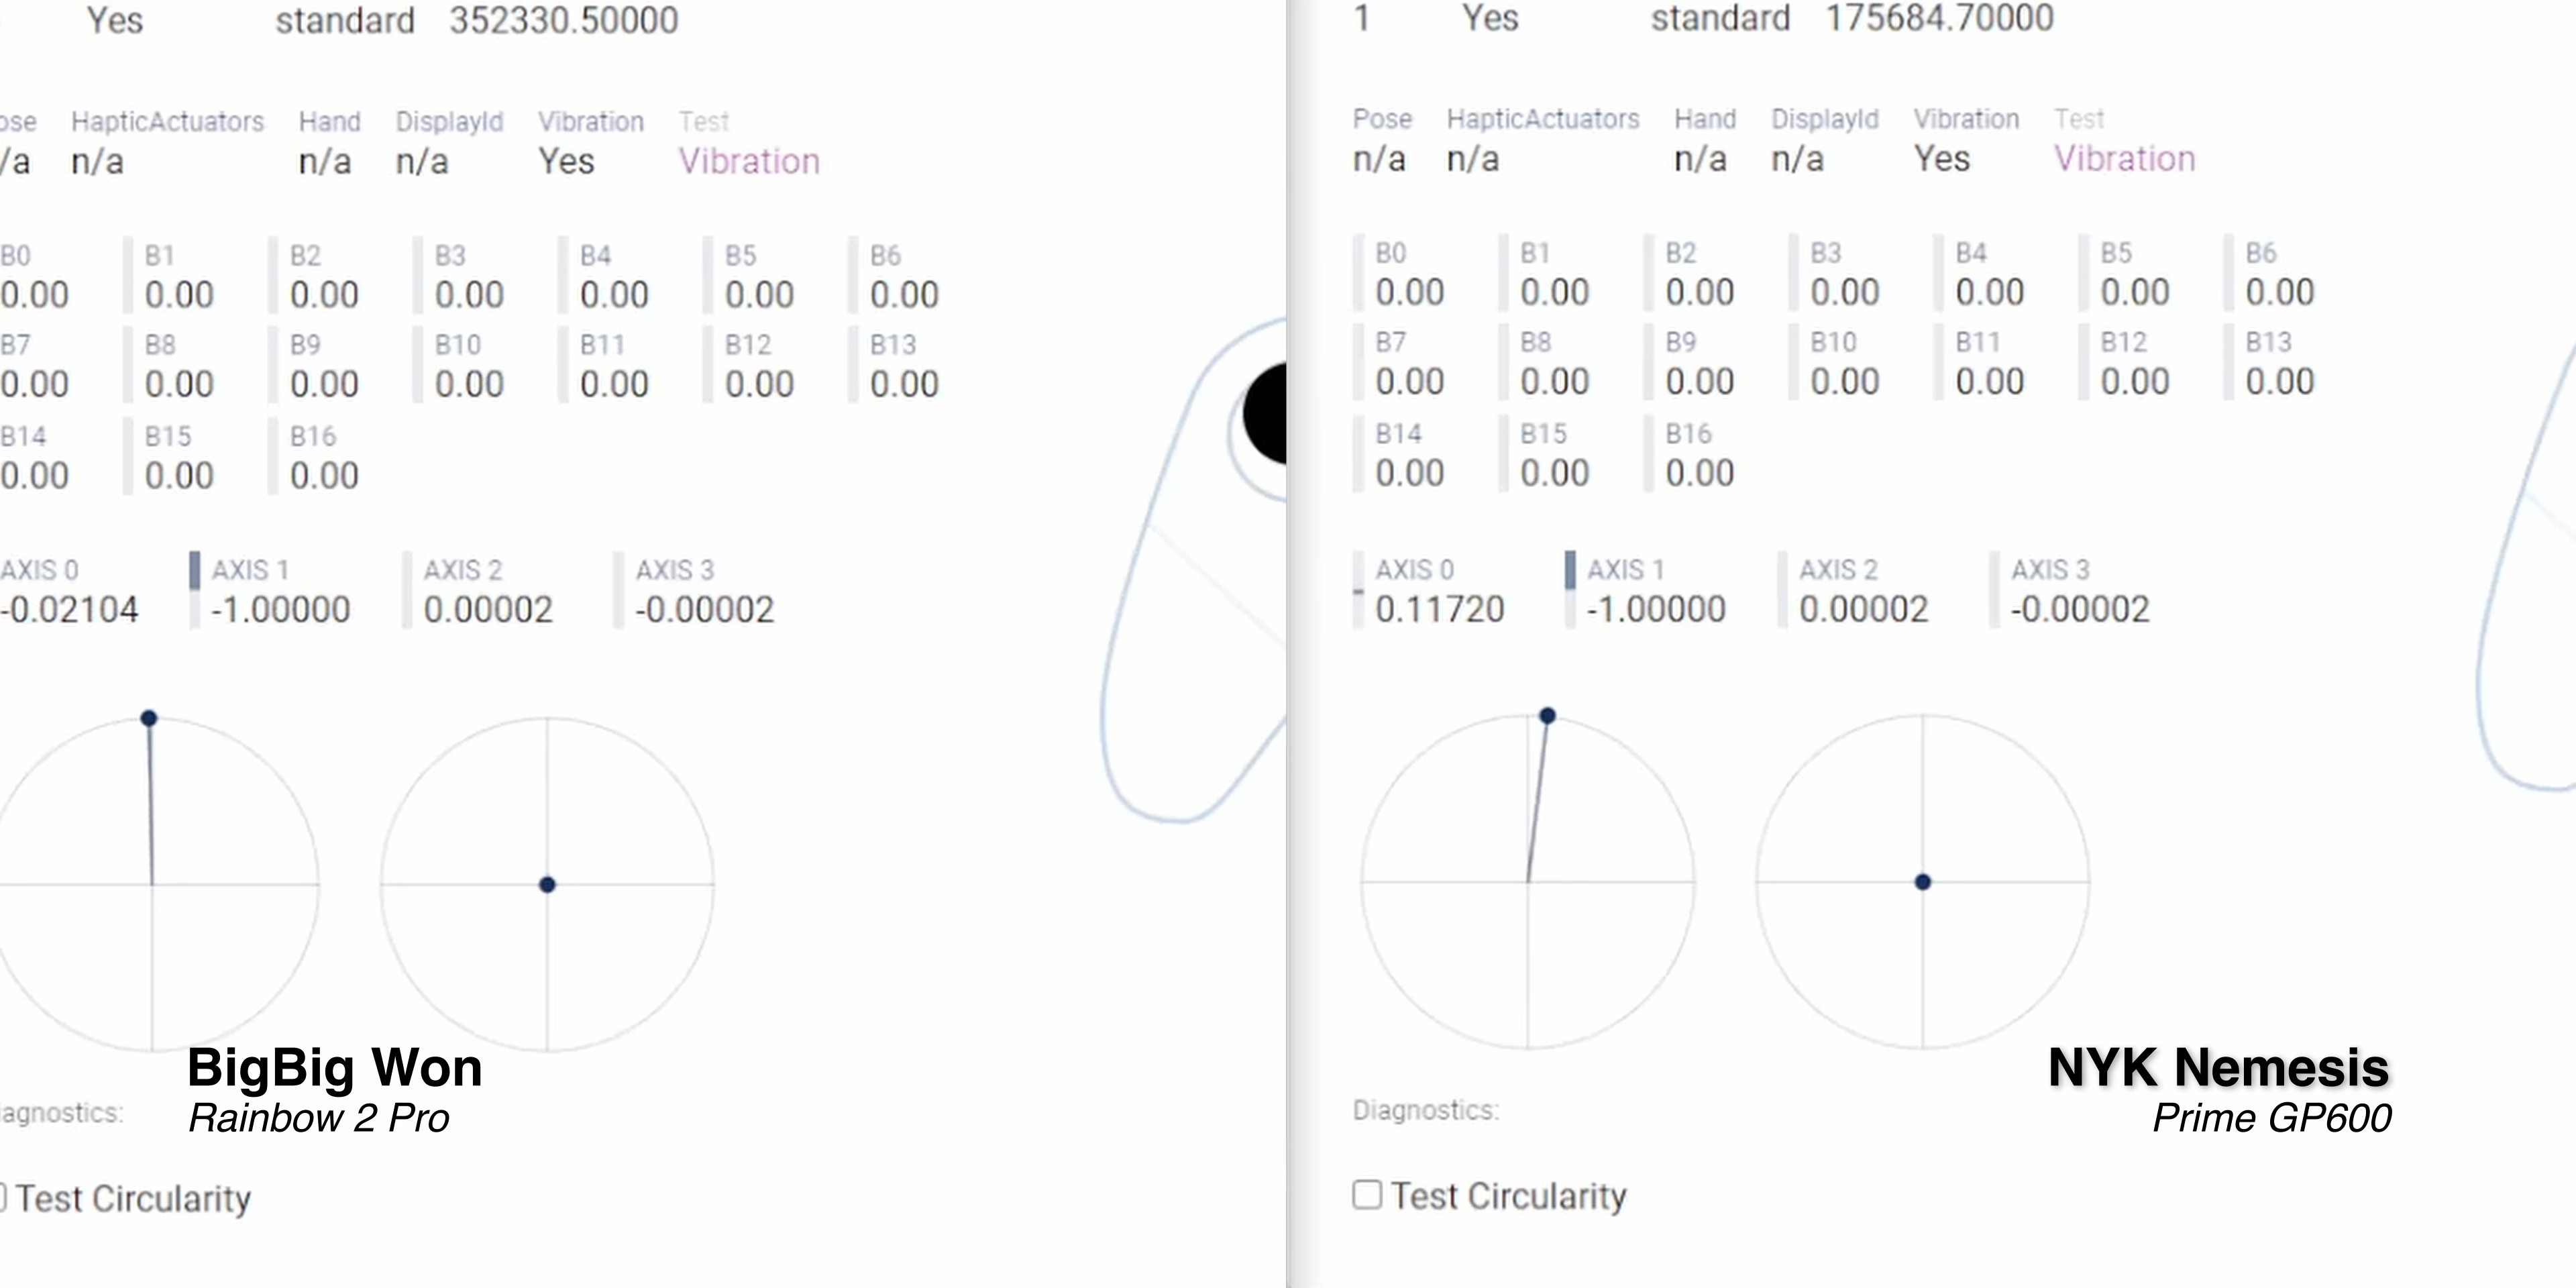 Yes standard 352330.50000
ose HapticActuators Hand DisplayId Vibration Test
/a n/a n/a n/a Yes Vibration
B0 B1 B2 B3 B4 B5 B6
0.00 0.00 0.00 0.00 0.00 0.00 0.00
B7 B8 B9 B10 B11 B12 B13
0.00 0.00 0.00 0.00 0.00 0.00 0.00
B14 B15 B16
0.00 0.00 0.00
AXIS 0 AXIS 1 AXIS 2 AXIS 3
-0.02104 -1.00000 0.00002 -0.00002
BigBig Won
Rainbow 2 Pro
iagnostics:
Test Circularity
1 Yes standard 175684.70000
Pose HapticActuators Hand DisplayId Vibration Test
n/a n/a n/a n/a Yes Vibration
B0 B1 B2 B3 B4 B5 B6
0.00 0.00 0.00 0.00 0.00 0.00 0.00
B7 B8 B9 B10 B11 B12 B13
0.00 0.00 0.00 0.00 0.00 0.00 0.00
B14 B15 B16
0.00 0.00 0.00
AXIS 0 AXIS 1 AXIS 2 AXIS 3
0.11720 -1.00000 0.00002 -0.00002
NYK Nemesis
Prime GP600
Diagnostics:
Test Circularity